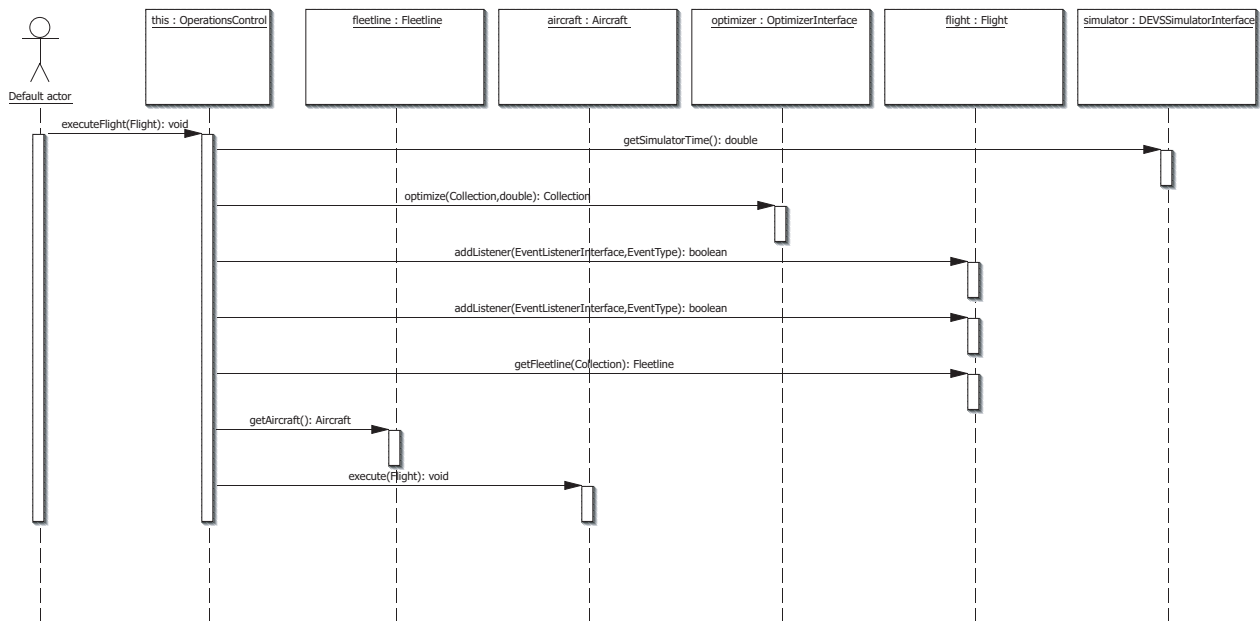 this : OperationsControl
fleetline : Fleetline
aircraft : Aircraft
optimizer : OptimizerInterface
flight : Flight
simulator : DEVSSimulatorInterface
Default actor
executeFlight(Flight): void
getSimulatorTime(): double
optimize(Collection,double): Collection
addListener(EventListenerInterface,EventType): boolean
addListener(EventListenerInterface,EventType): boolean
getFleetline(Collection): Fleetline
getAircraft(): Aircraft
execute(Flight): void